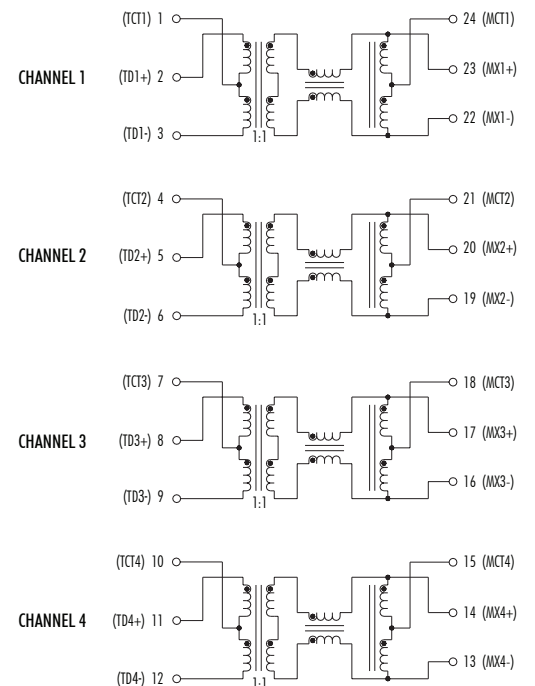 (TCT1) 1
24 (MCT1)
CHANNEL 1
(TD1+) 2
23 (MX1+)
(TD1-) 3
22 (MX1-)
1:1
(TCT2) 4
21 (MCT2)
CHANNEL 2
(TD2+) 5
20 (MX2+)
(TD2-) 6
19 (MX2-)
1:1
(TCT3) 7
18 (MCT3)
CHANNEL 3
(TD3+) 8
17 (MX3+)
(TD3-) 9
16 (MX3-)
1:1
(TCT4) 10
15 (MCT4)
CHANNEL 4
(TD4+) 11
14 (MX4+)
(TD4-) 12
13 (MX4-)
1:1